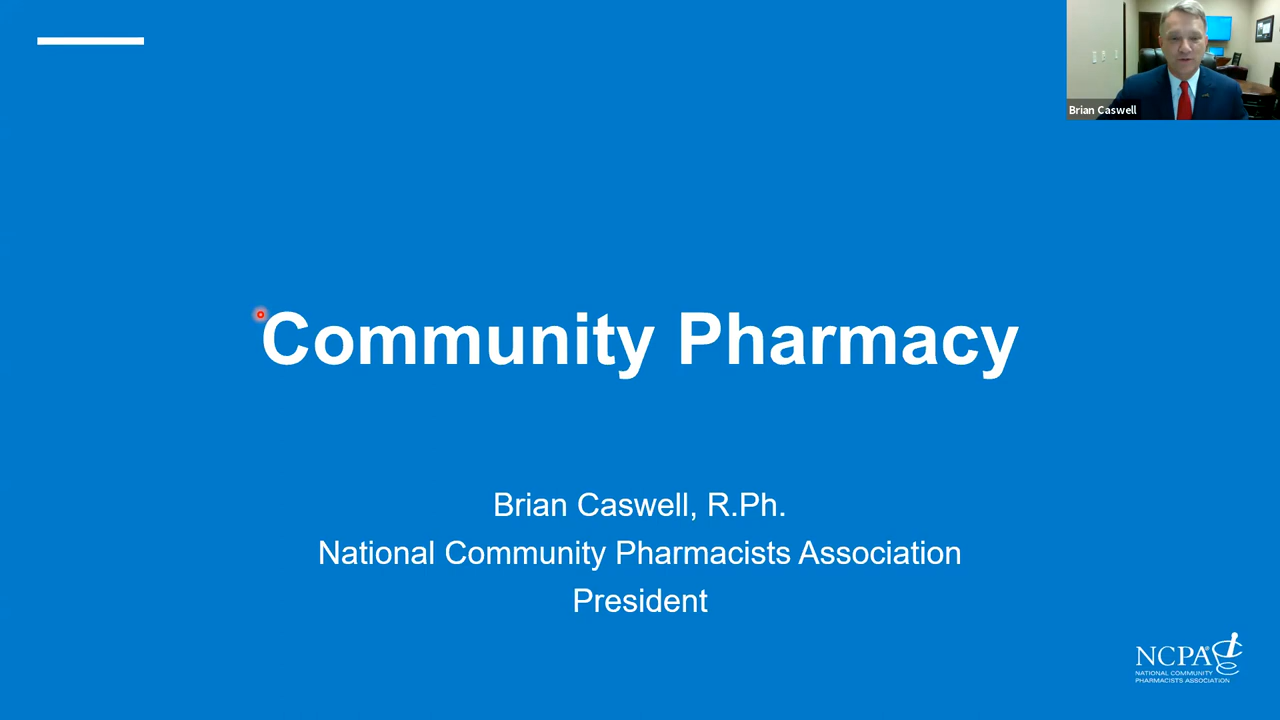 Brian Caswell
Community Pharmacy
Brian Caswell, R.Ph.
National Community Pharmacists Association
President
NCPA®
NATIONAL COMMUNITY
PHARMACISTS ASSOCIATION